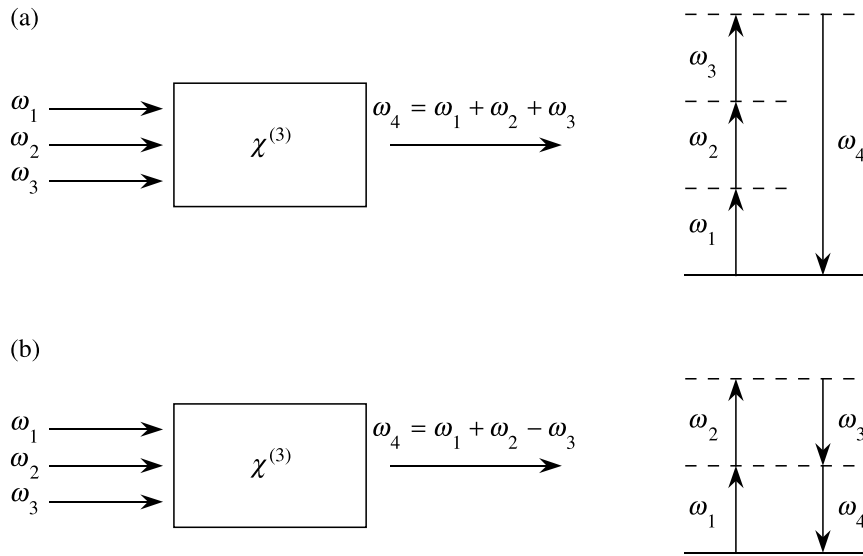 (a)
ω₁
ω₂
ω₃
χ⁽³⁾
ω₄ = ω₁ + ω₂ + ω₃
ω₃
ω₂
ω₁
ω₄
(b)
ω₁
ω₂
ω₃
χ⁽³⁾
ω₄ = ω₁ + ω₂ − ω₃
ω₂
ω₃
ω₁
ω₄